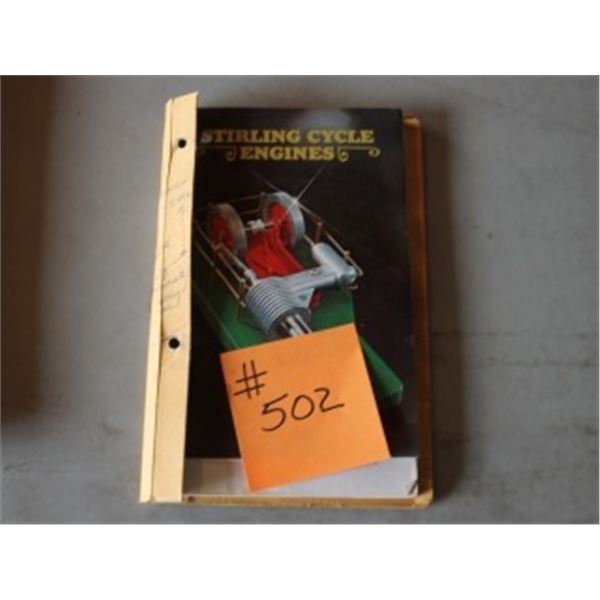 STIRLING CYCLE
ENGINES
#
502